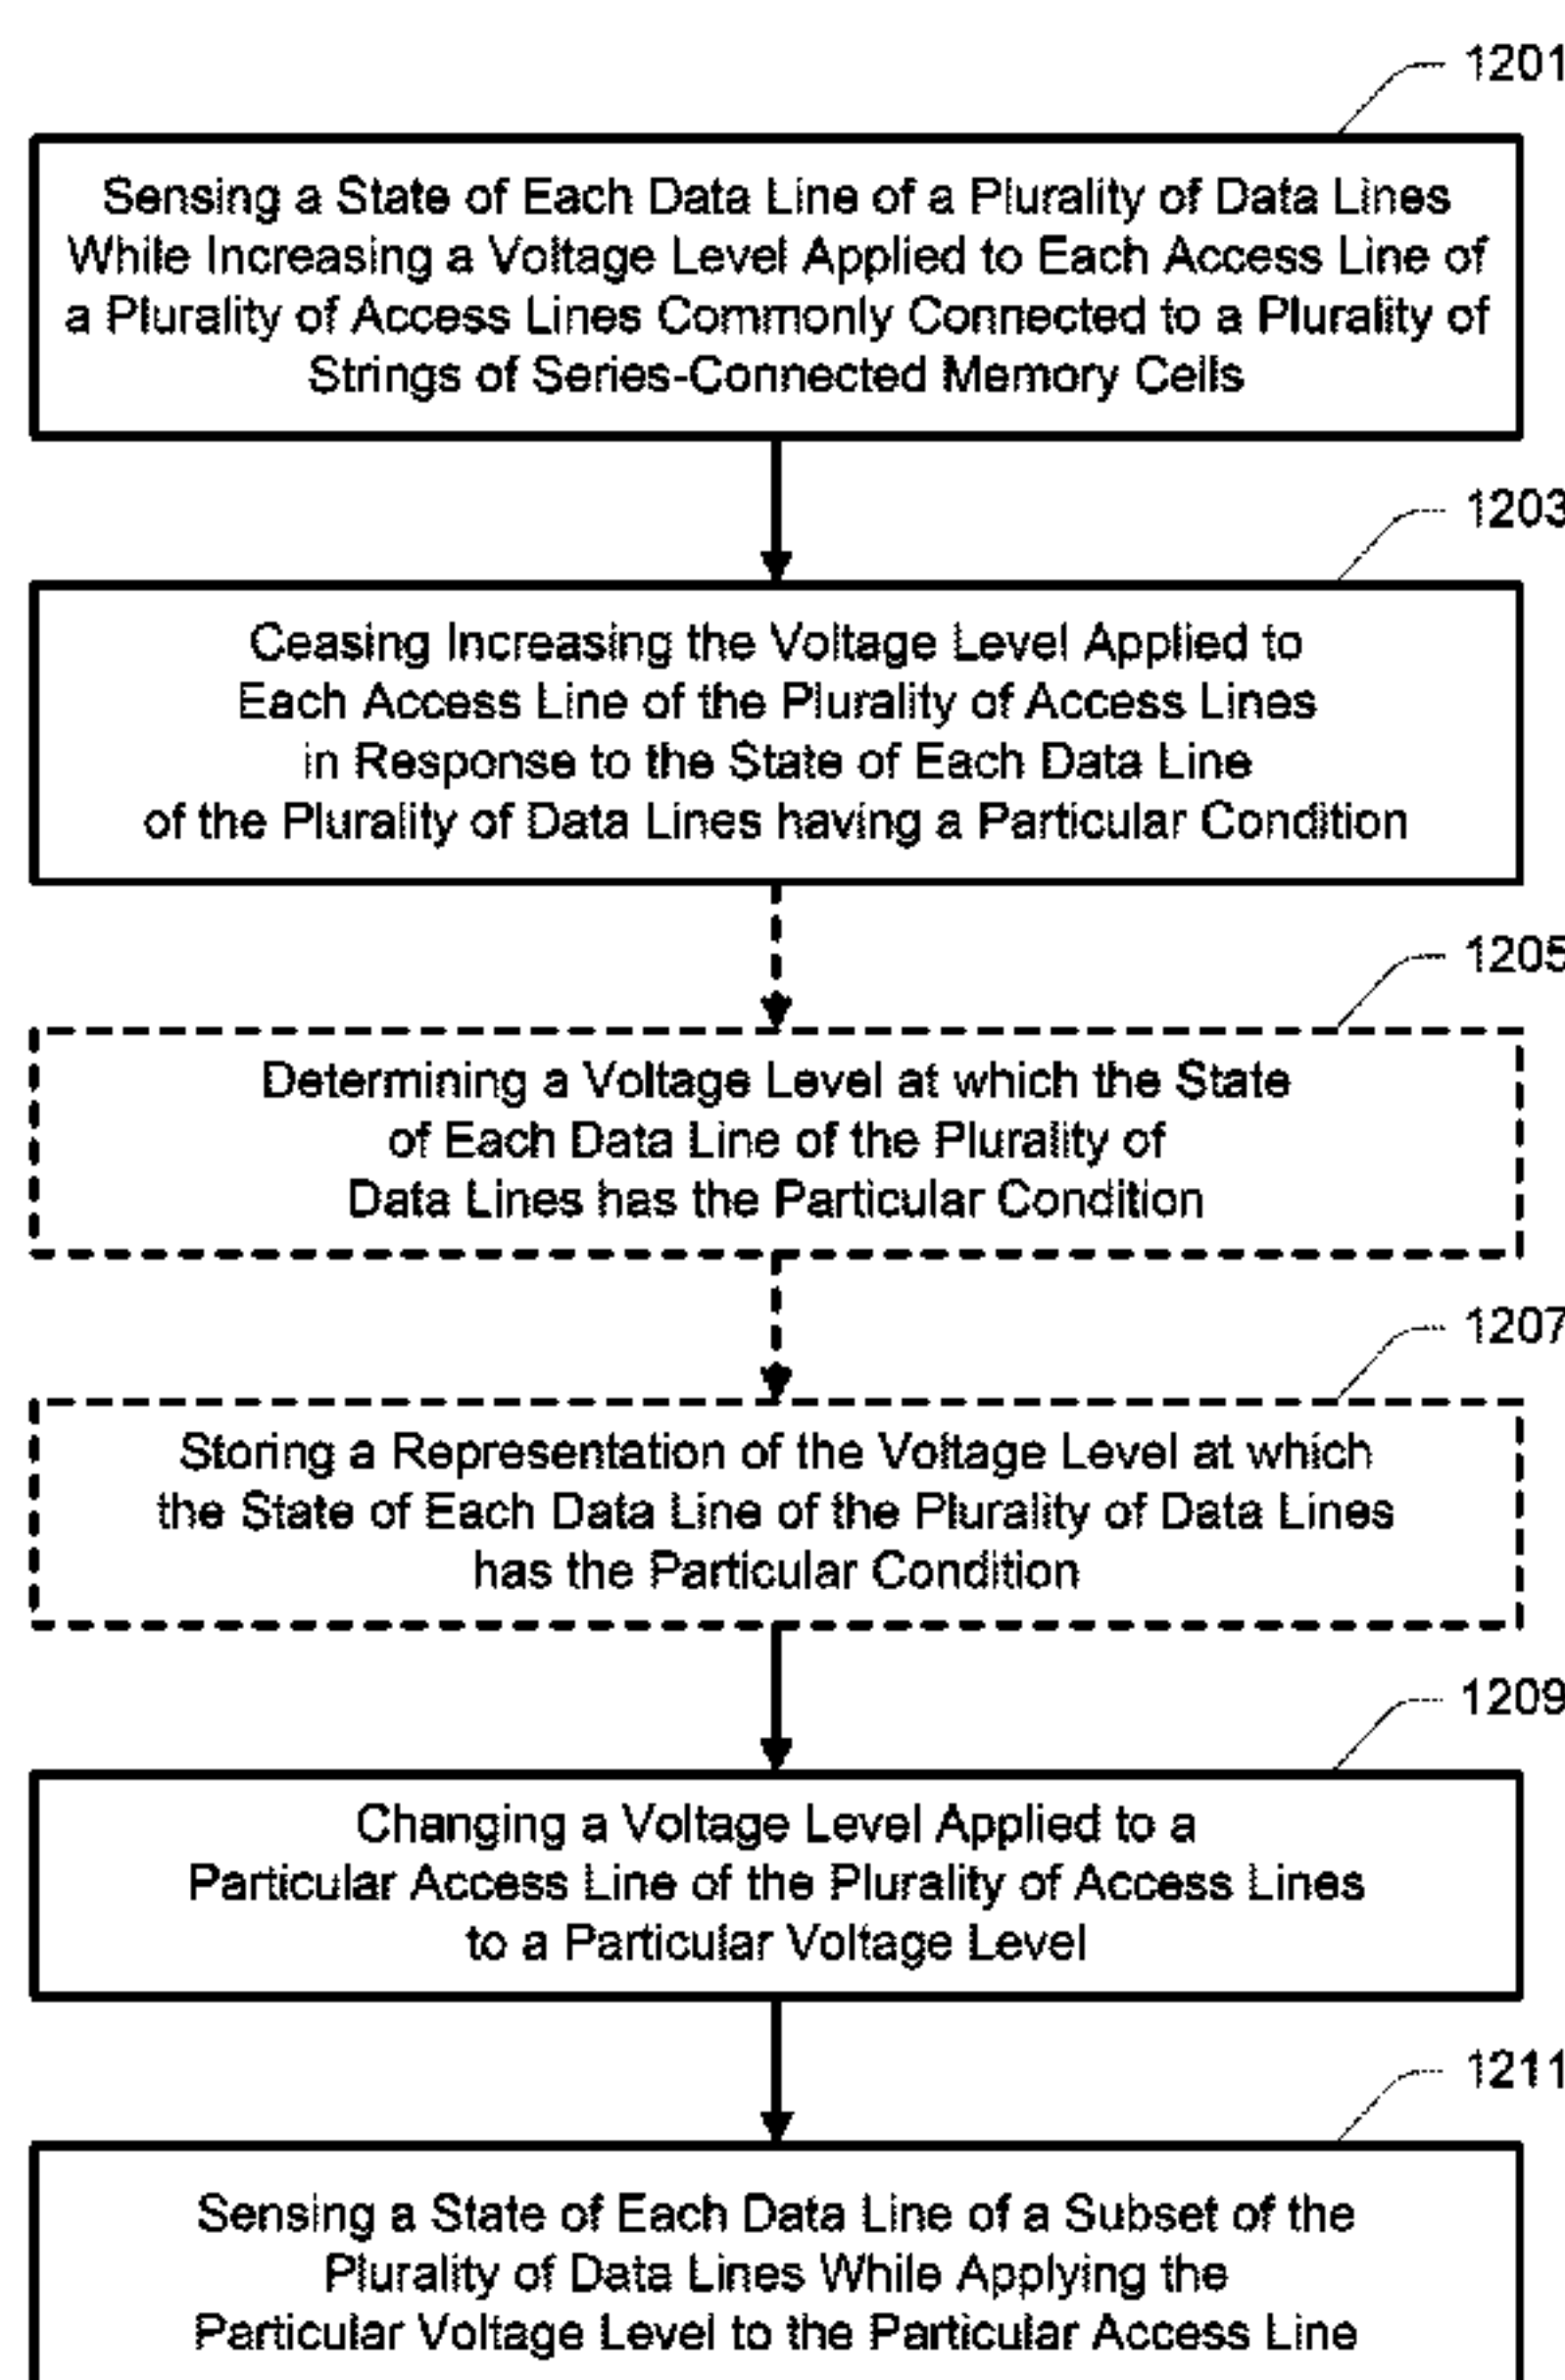 1201
Sensing a State of Each Data Line of a Plurality of Data Lines
While Increasing a Voltage Level Applied to Each Access Line of
a Plurality of Access Lines Commonly Connected to a Plurality of
Strings of Series-Connected Memory Cells
1203
Ceasing Increasing the Voltage Level Applied to
Each Access Line of the Plurality of Access Lines
in Response to the State of Each Data Line
of the Plurality of Data Lines having a Particular Condition
1205
Determining a Voltage Level at which the State
of Each Data Line of the Plurality of
Data Lines has the Particular Condition
1207
Storing a Representation of the Voltage Level at which
the State of Each Data Line of the Plurality of Data Lines
has the Particular Condition
1209
Changing a Voltage Level Applied to a
Particular Access Line of the Plurality of Access Lines
to a Particular Voltage Level
1211
Sensing a State of Each Data Line of a Subset of the
Plurality of Data Lines While Applying the
Particular Voltage Level to the Particular Access Line